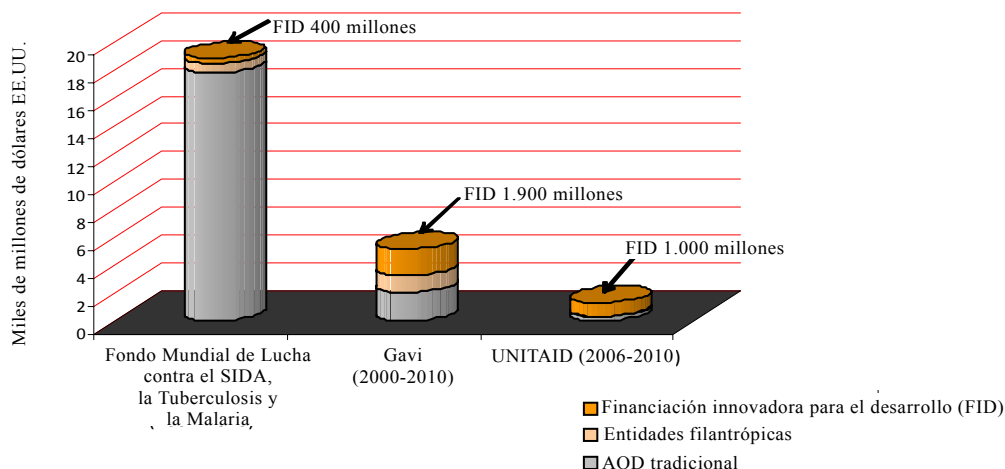 Miles de millones de dólares EE.UU.
20
18
16
14
12
10
8
6
4
2
0
FID 400 millones
FID 1.900 millones
FID 1.000 millones
Fondo Mundial de Lucha
contra el SIDA,
la Tuberculosis y
la Malaria
Gavi
(2000-2010)
UNITAID (2006-2010)
Financiación innovadora para el desarrollo (FID)
Entidades filantrópicas
AOD tradicional